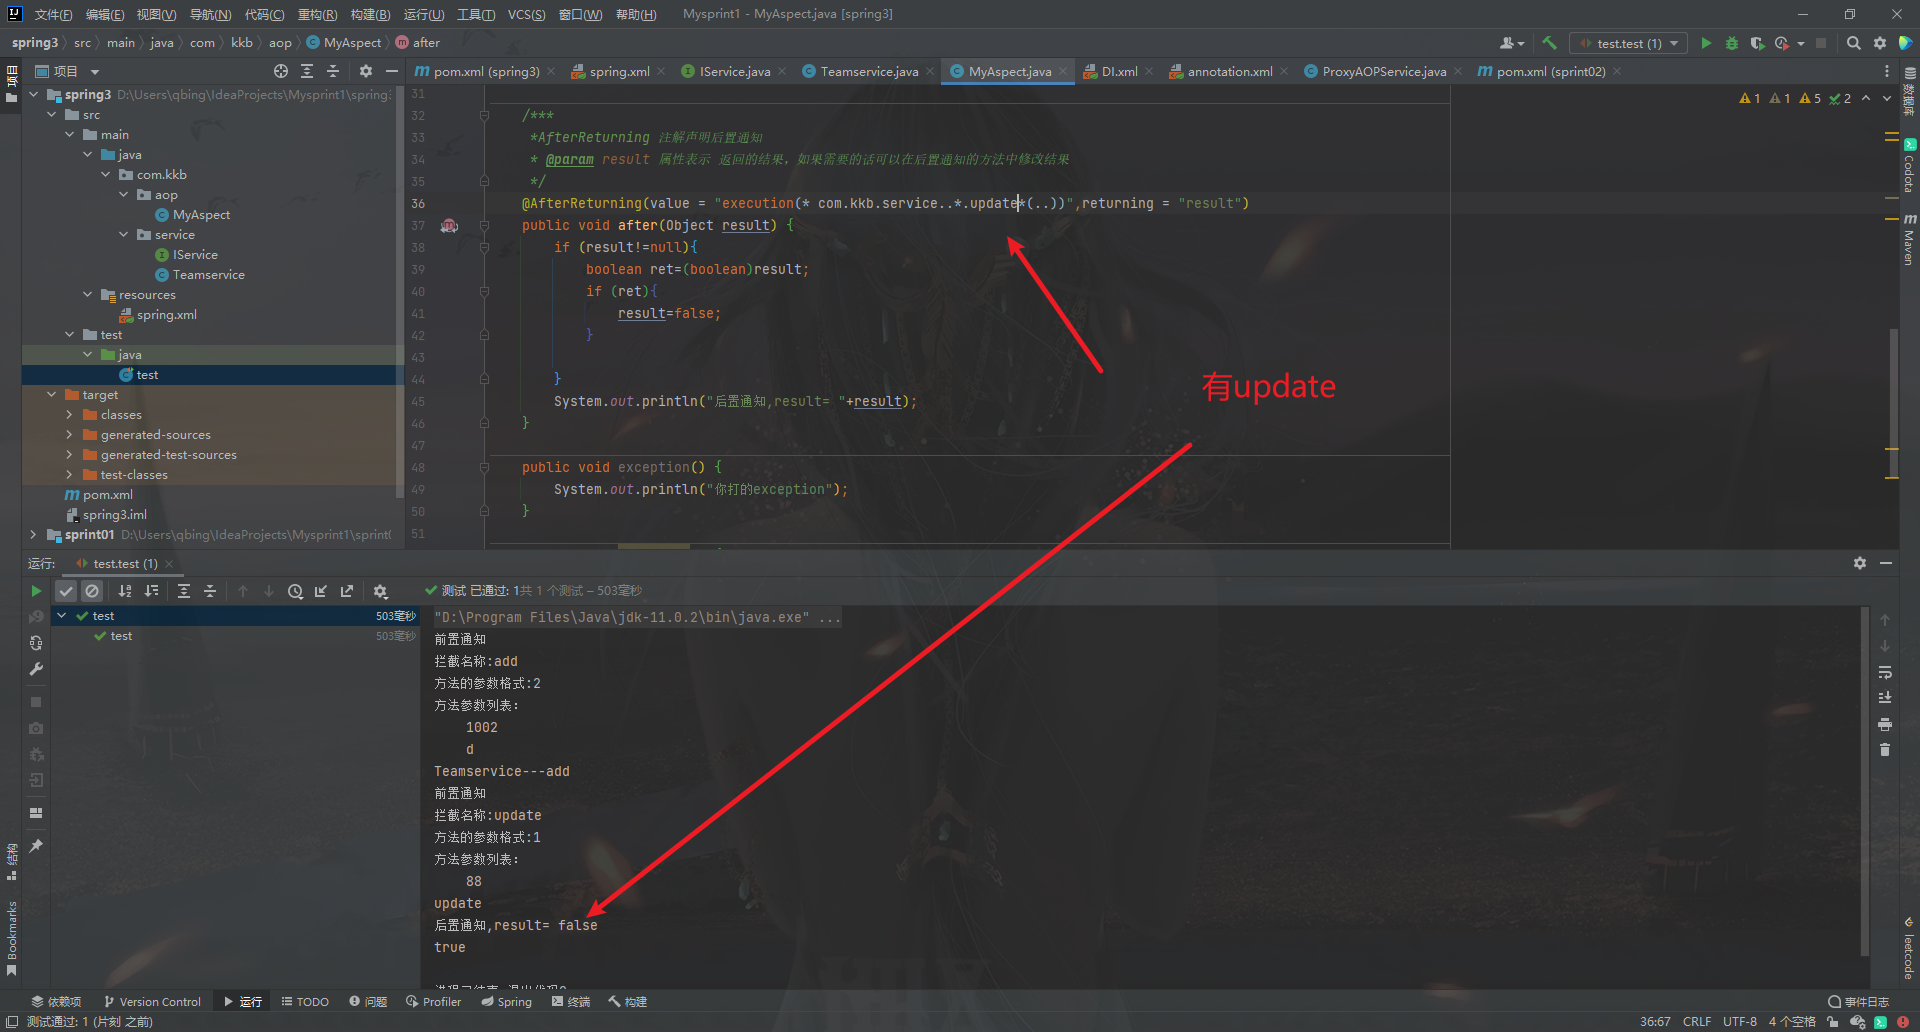 文件(F) 编辑(E) 视图(V) 导航(N) 代码(C) 重构(R) 构建(B) 运行(U) 工具(T) VCS(S) 窗口(W) 帮助(H) Mysprint1 - MyAspect.java [spring3]
spring3 src main java com kkb aop MyAspect after test.test (1)
项目 pom.xml (spring3) spring.xml IService.java Teamservice.java MyAspect.java DI.xml annotation.xml ProxyAOPService.java pom.xml (sprint02)
项目
spring3 D:\Users\qbing\IdeaProjects\Mysprint1\spring3
src
main
java
com.kkb
aop
MyAspect
service
IService
Teamservice
resources
spring.xml
test
java
test
target
classes
generated-sources
generated-test-sources
test-classes
pom.xml
spring3.iml
sprint01 D:\Users\qbing\IdeaProjects\Mysprint1\sprint(
1 1 5 2
31
32 /***
33 *AfterReturning 注解声明后置通知
34 * @param result 属性表示 返回的结果，如果需要的话可以在后置通知的方法中修改结果
35 */
36 @AfterReturning(value = "execution(* com.kkb.service..*.update*(..))",returning = "result")
37 public void after(Object result) {
38 if (result!=null){
39 boolean ret=(boolean)result;
40 if (ret){
41 result=false;
42 }
43
44 }
45 System.out.println("后置通知,result= "+result);
46 }
47
48 public void exception() {
49 System.out.println("你打的exception");
50 }
51
有update
数据库
Codota
Maven
运行: test.test (1)
测试 已通过: 1共 1 个测试 – 503毫秒
test 503毫秒
test 503毫秒
"D:\Program Files\Java\jdk-11.0.2\bin\java.exe" ...
前置通知
拦截名称:add
方法的参数格式:2
方法参数列表:
1002
d
Teamservice---add
前置通知
拦截名称:update
方法的参数格式:1
方法参数列表:
88
update
后置通知,result= false
true
结构
Bookmarks
leetcode
依赖项 Version Control 运行 TODO 问题 Profiler Spring 终端 构建 事件日志
测试通过: 1 (片刻 之前) 36:67 CRLF UTF-8 4 个空格